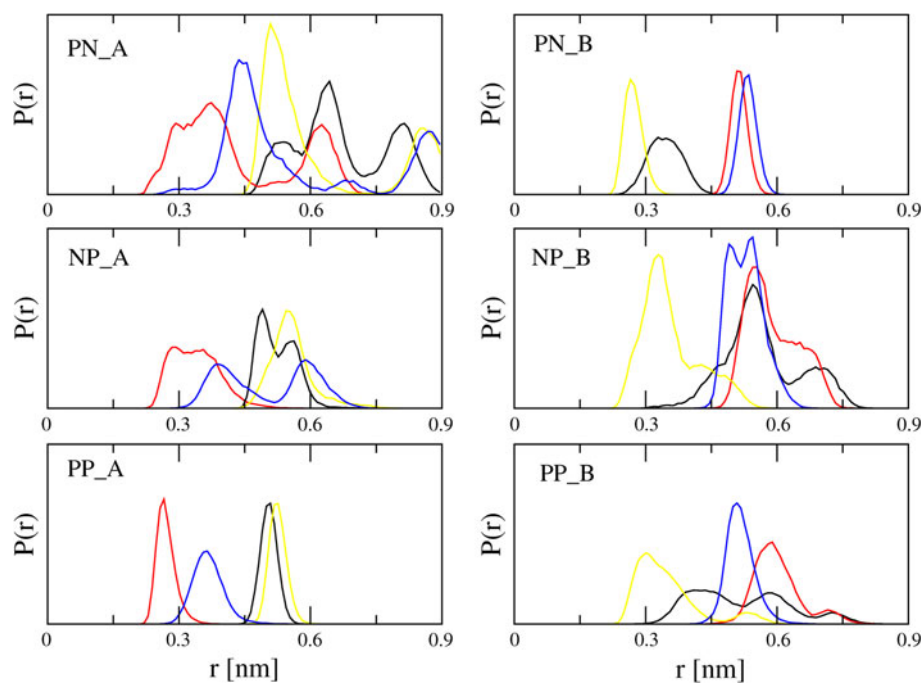 PN_A
P(r)
0 0.3 0.6 0.9
PN_B
P(r)
0 0.3 0.6 0.9
NP_A
P(r)
0 0.3 0.6 0.9
NP_B
P(r)
0 0.3 0.6 0.9
PP_A
P(r)
0 0.3 0.6 0.9
r [nm]
PP_B
P(r)
0 0.3 0.6 0.9
r [nm]